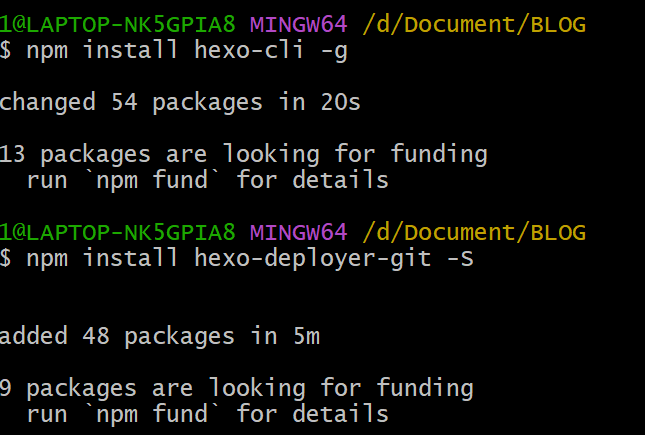 1@LAPTOP-NK5GPIA8 MINGW64 /d/Document/BLOG
$ npm install hexo-cli -g
changed 54 packages in 20s
13 packages are looking for funding
  run `npm fund` for details
1@LAPTOP-NK5GPIA8 MINGW64 /d/Document/BLOG
$ npm install hexo-deployer-git -S
added 48 packages in 5m
9 packages are looking for funding
  run `npm fund` for details